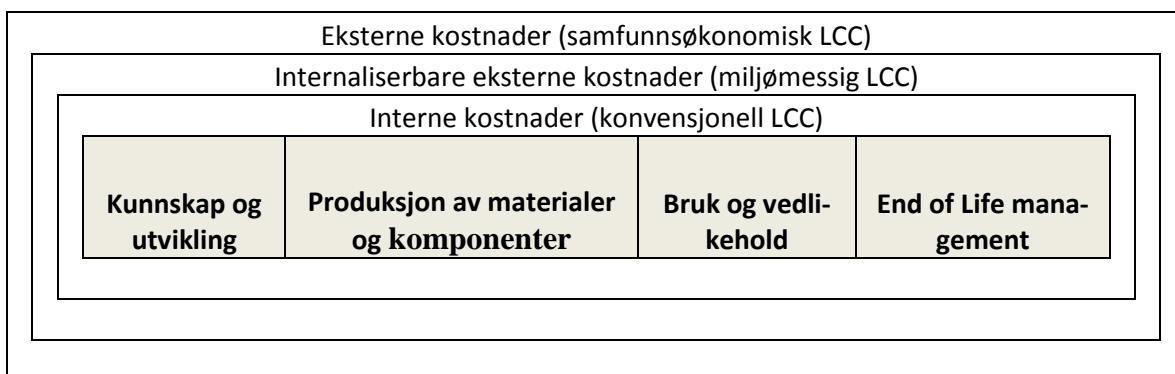 Eksterne kostnader (samfunnsøkonomisk LCC)
Internaliserbare eksterne kostnader (miljømessig LCC)
Interne kostnader (konvensjonell LCC)
Kunnskap og
utvikling
Produksjon av materialer
og komponenter
Bruk og vedli-
kehold
End of Life mana-
gement